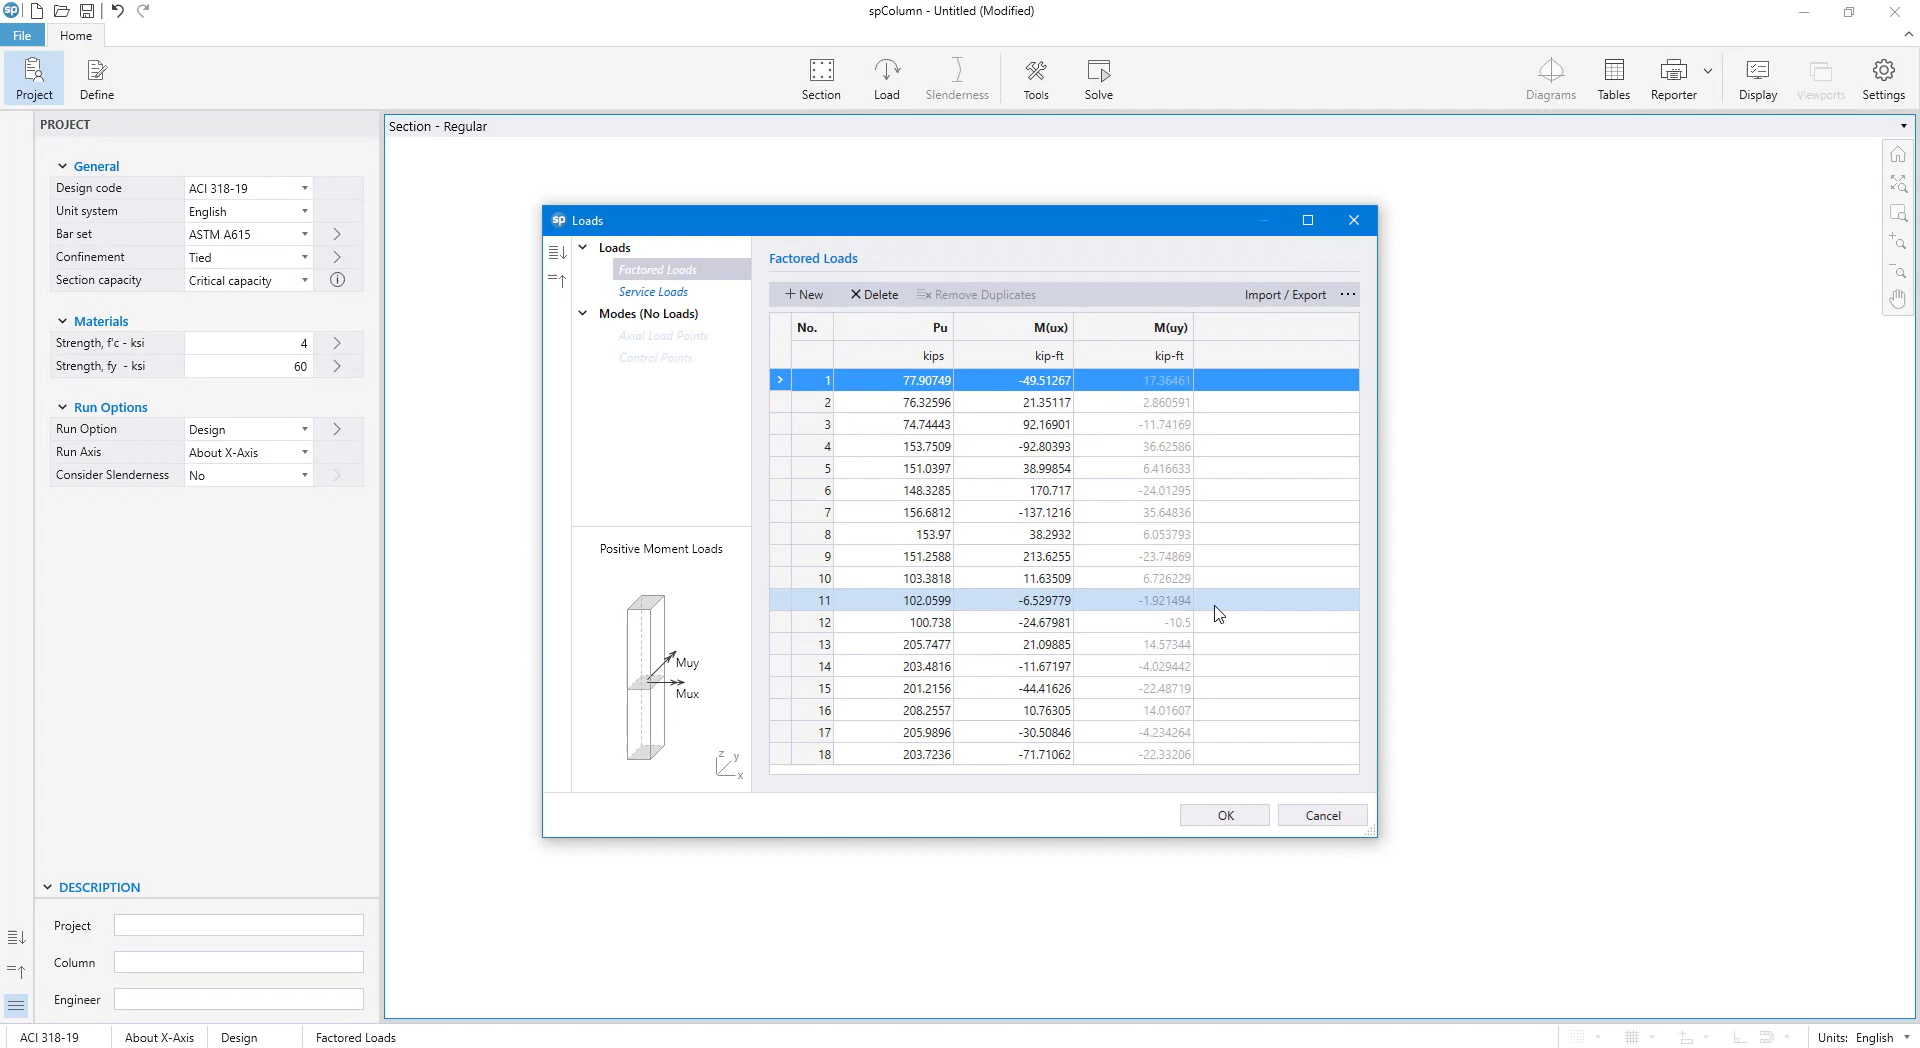 spColumn - Untitled (Modified)
File
Home
Project
Define
Section
Load
Slenderness
Tools
Solve
Diagrams
Tables
Reporter
Display
Viewports
Settings
PROJECT
General
Design code ACI 318-19
Unit system English
Bar set ASTM A615
Confinement Tied
Section capacity Critical capacity
Materials
Strength, f'c - ksi 4
Strength, fy - ksi 60
Run Options
Run Option Design
Run Axis About X-Axis
Consider Slenderness No
DESCRIPTION
Project
Column
Engineer
Section - Regular
sp Loads
Loads
Factored Loads
Service Loads
Modes (No Loads)
Axial Load Points
Control Points
Positive Moment Loads
Muy
Mux
z
y
x
Factored Loads
New Delete Remove Duplicates Import / Export ···
No. Pu M(ux) M(uy)
kips kip-ft kip-ft
1 77.90749 -49.51267 17.36461
2 76.32596 21.35117 2.860591
3 74.74443 92.16901 -11.74169
4 153.7509 -92.80393 36.62586
5 151.0397 38.99854 6.416633
6 148.3285 170.717 -24.01295
7 156.6812 -137.1216 35.64836
8 153.97 38.2932 6.053793
9 151.2588 213.6255 -23.74869
10 103.3818 11.63509 6.726229
11 102.0599 -6.529779 -1.921494
12 100.738 -24.67981 -10.5
13 205.7477 21.09885 14.57344
14 203.4816 -11.67197 -4.029442
15 201.2156 -44.41626 -22.48719
16 208.2557 10.76305 14.01607
17 205.9896 -30.50846 -4.234264
18 203.7236 -71.71062 -22.33206
OK
Cancel
ACI 318-19 About X-Axis Design Factored Loads Units: English